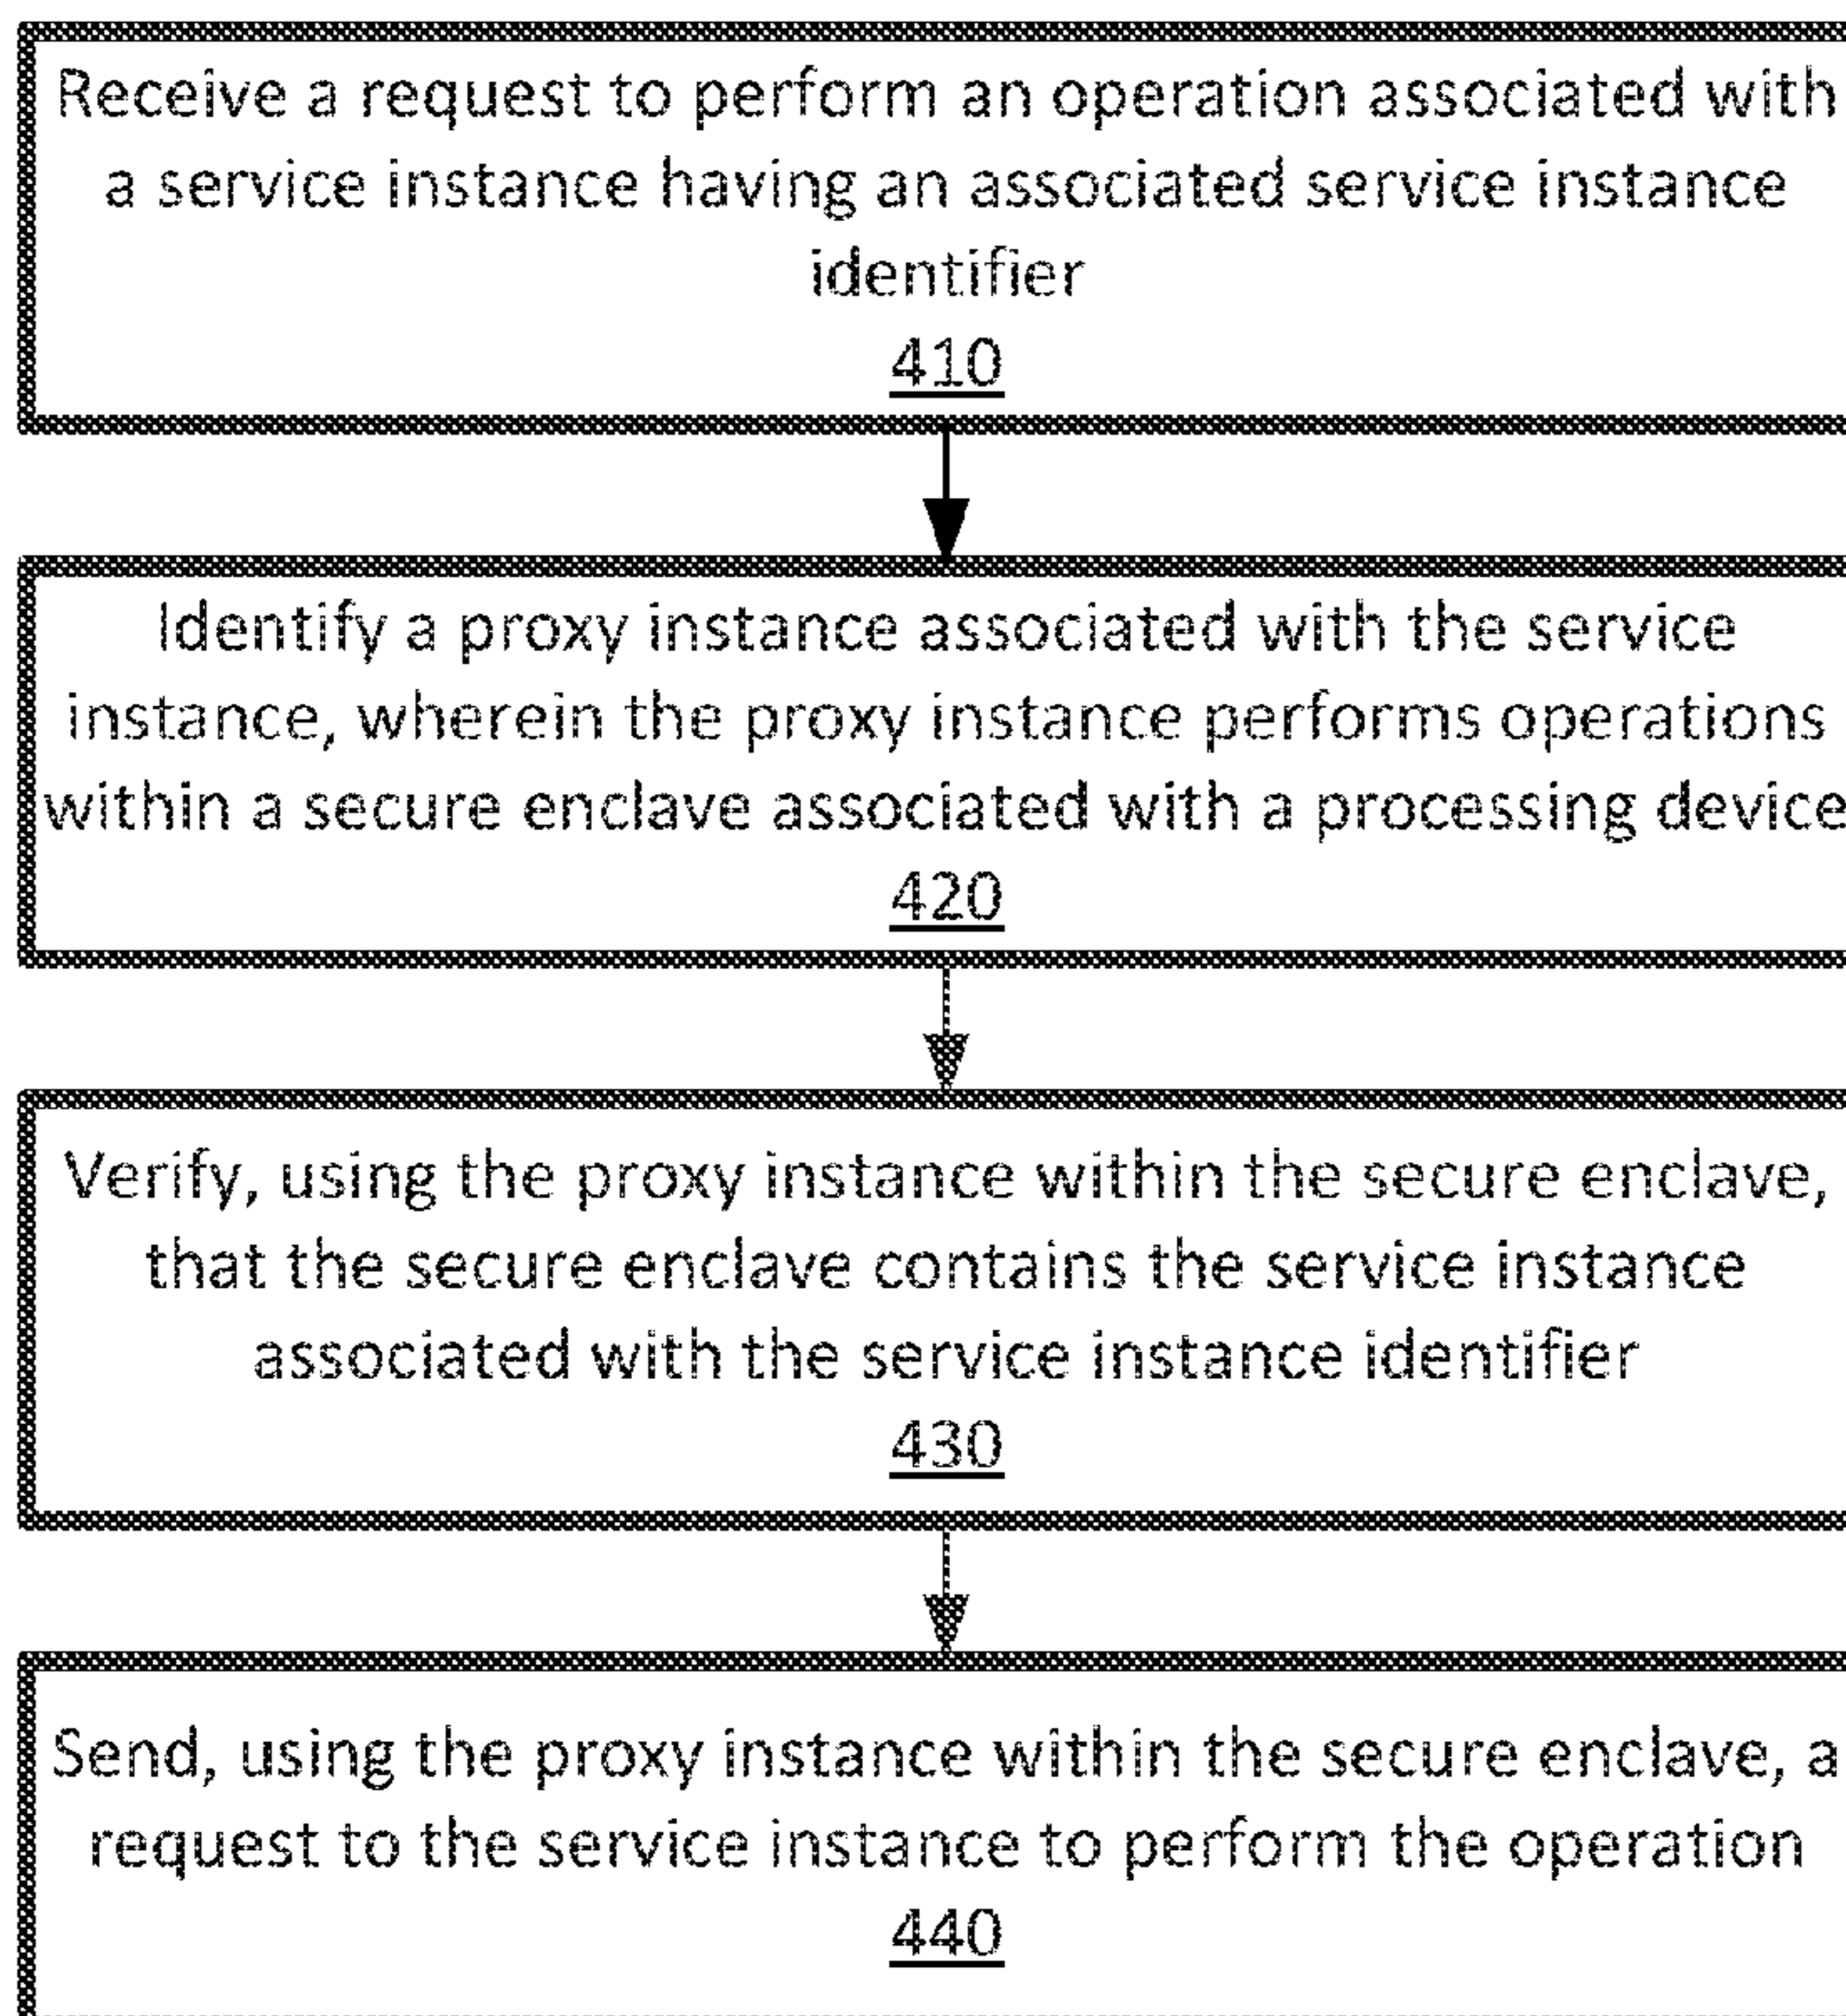 Receive a request to perform an operation associated with
a service instance having an associated service instance
identifier
410
Identify a proxy instance associated with the service
instance, wherein the proxy instance performs operations
within a secure enclave associated with a processing device
420
Verify, using the proxy instance within the secure enclave,
that the secure enclave contains the service instance
associated with the service instance identifier
430
Send, using the proxy instance within the secure enclave, a
request to the service instance to perform the operation
440